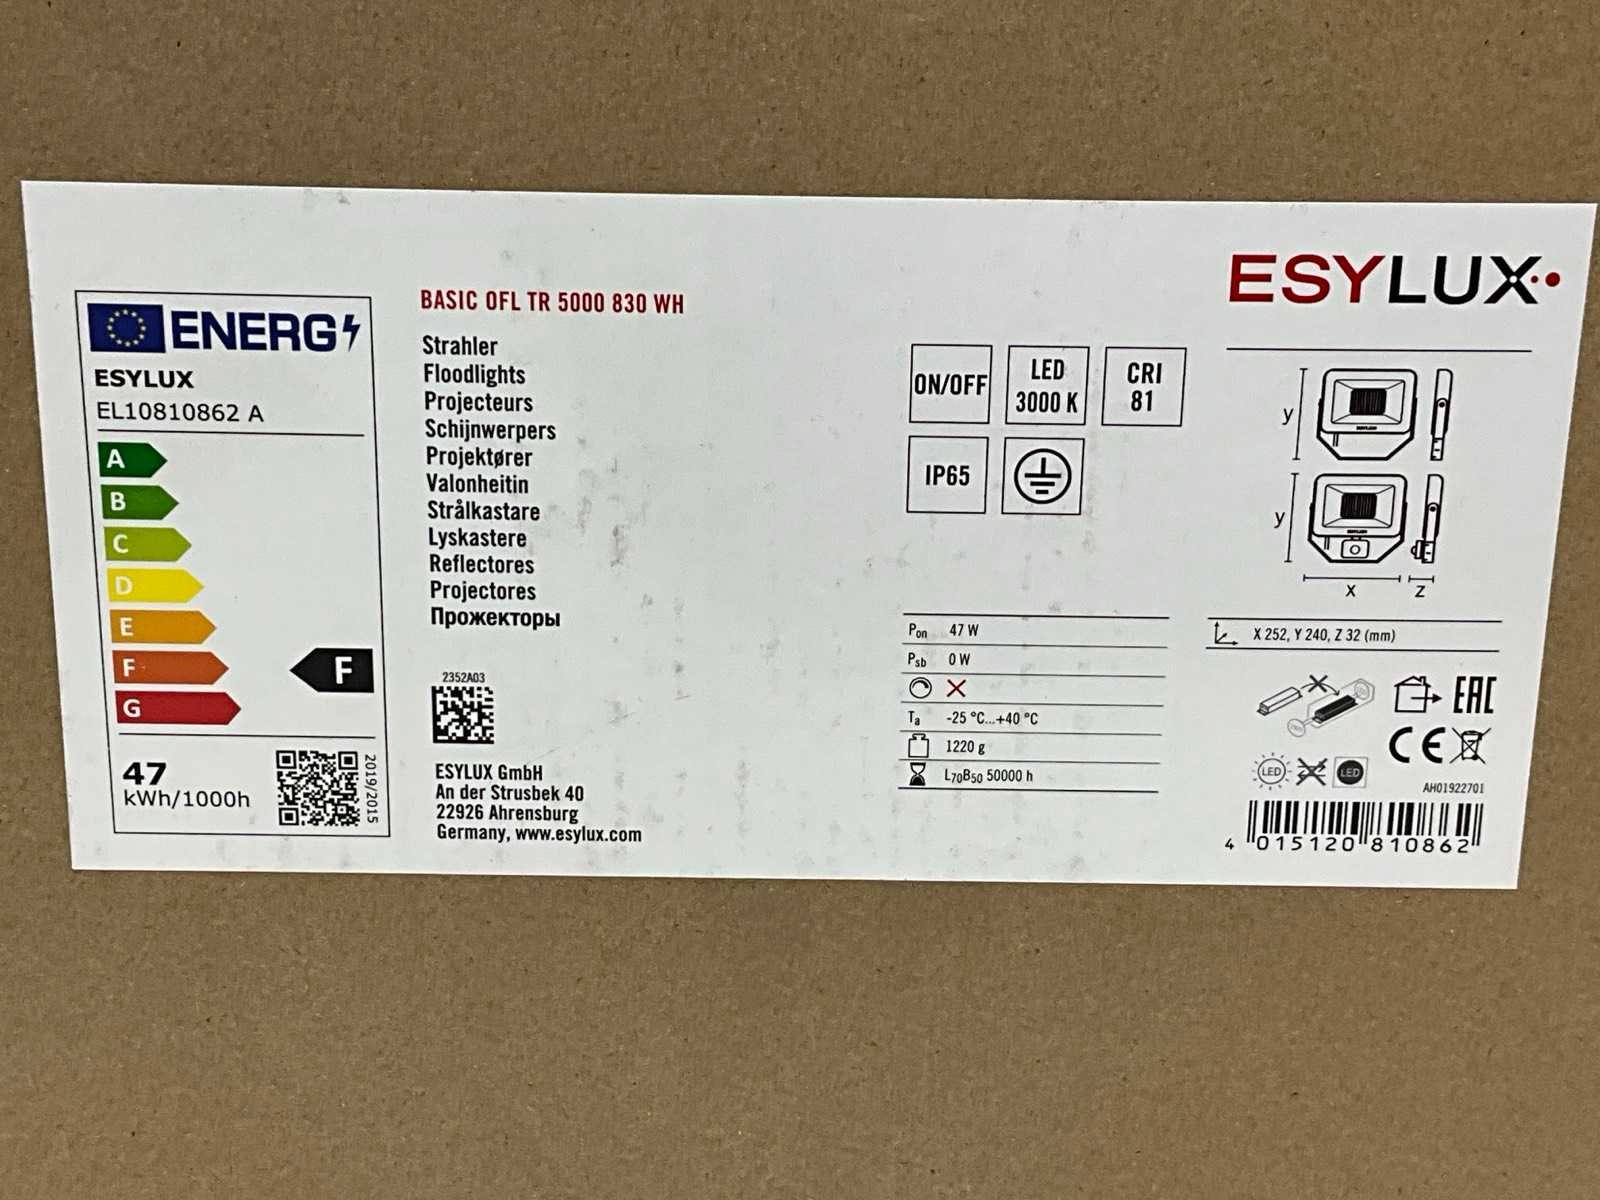 ESYLUX
ENERG
ESYLUX
EL10810862 A
A
B
C
D
E
F
G
F
47
kWh/1000h
2019/2015
BASIC OFL TR 5000 830 WH
Strahler
Floodlights
Projecteurs
Schijnwerpers
Projektører
Valonheitin
Strålkastare
Lyskastere
Reflectores
Projectores
Прожекторы
2352A03
ESYLUX GmbH
An der Strusbek 40
22926 Ahrensburg
Germany, www.esylux.com
ON/OFF
LED
3000 K
CRI
81
IP65
Pon 47 W
Psb 0 W
Ta -25 °C...+40 °C
1220 g
L70B50 50000 h
y
y
x
z
X 252, Y 240, Z 32 (mm)
EAC
CE
LED
LED
AH01922701
4 015120 810862